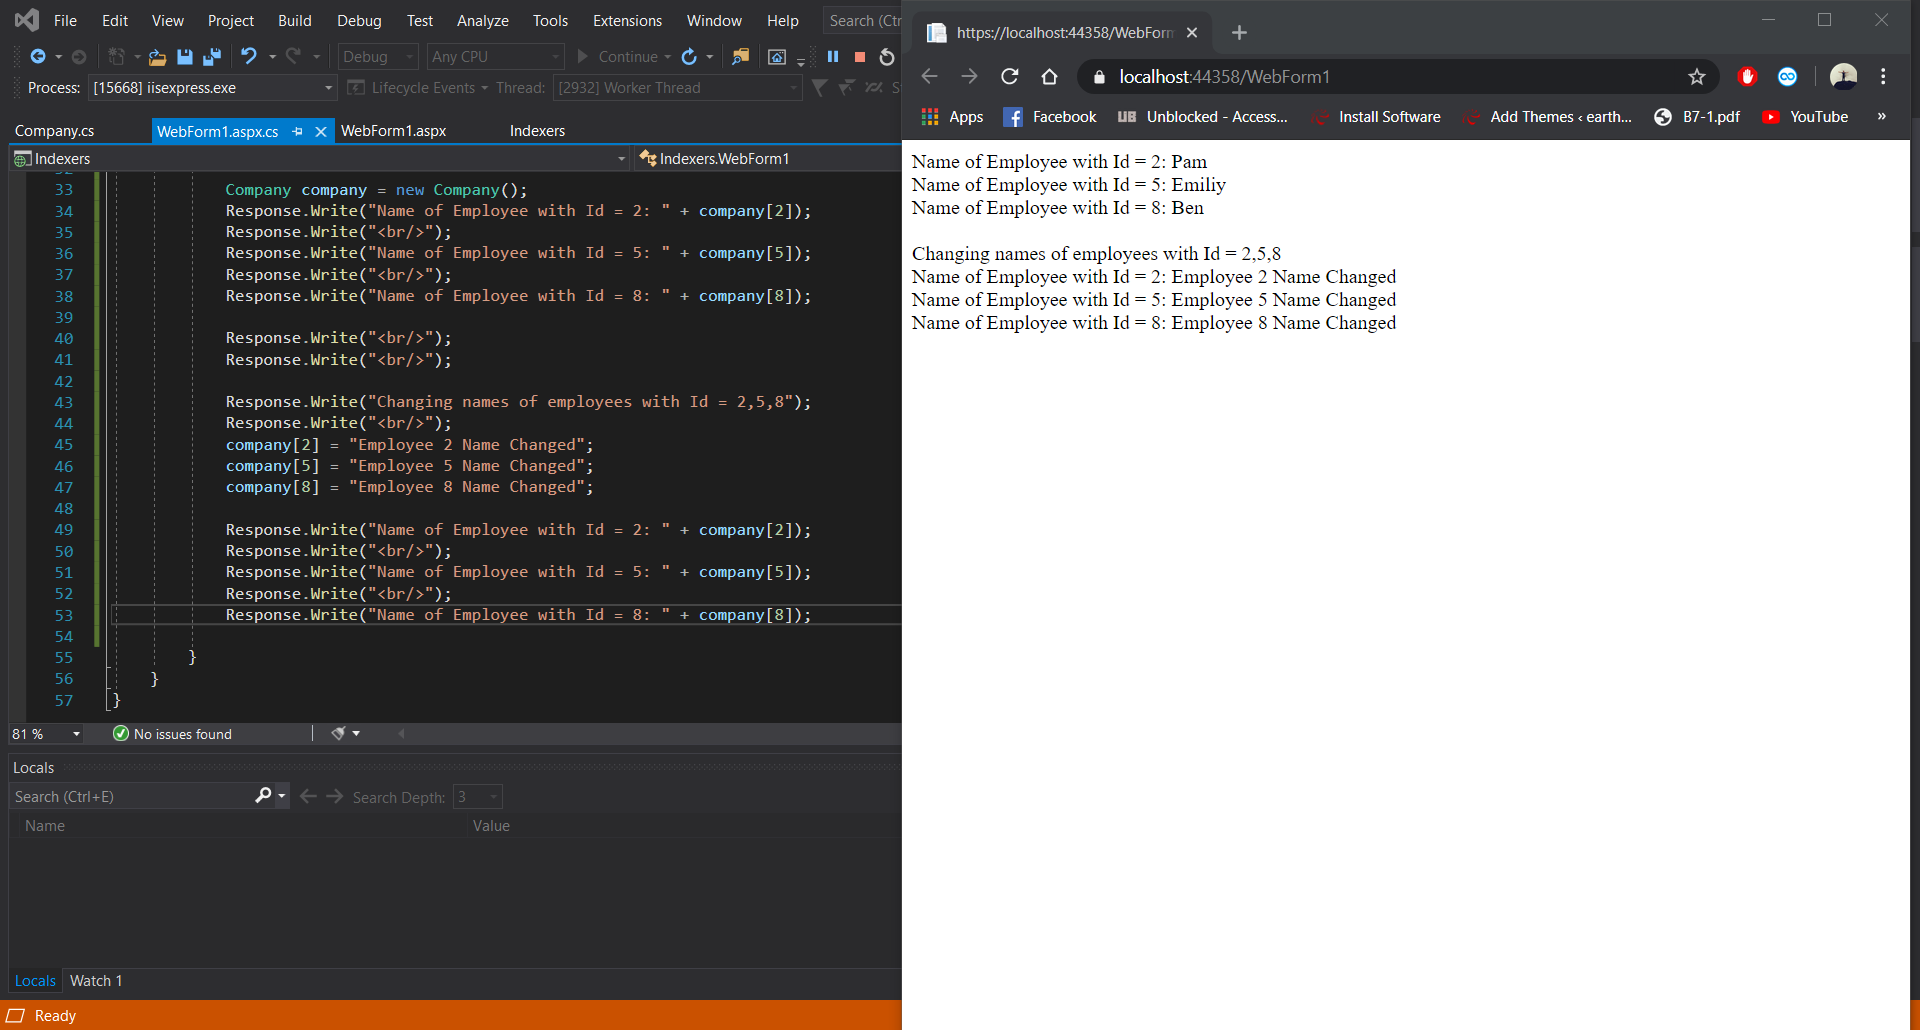 File Edit View Project Build Debug Test Analyze Tools Extensions Window Help Search (Ctr
Debug Any CPU Continue
Process: [15668] iisexpress.exe Lifecycle Events Thread: [2932] Worker Thread
Company.cs WebForm1.aspx.cs WebForm1.aspx Indexers
Indexers Indexers.WebForm1
33 Company company = new Company();
34 Response.Write("Name of Employee with Id = 2: " + company[2]);
35 Response.Write("<br/>");
36 Response.Write("Name of Employee with Id = 5: " + company[5]);
37 Response.Write("<br/>");
38 Response.Write("Name of Employee with Id = 8: " + company[8]);
39
40 Response.Write("<br/>");
41 Response.Write("<br/>");
42
43 Response.Write("Changing names of employees with Id = 2,5,8");
44 Response.Write("<br/>");
45 company[2] = "Employee 2 Name Changed";
46 company[5] = "Employee 5 Name Changed";
47 company[8] = "Employee 8 Name Changed";
48
49 Response.Write("Name of Employee with Id = 2: " + company[2]);
50 Response.Write("<br/>");
51 Response.Write("Name of Employee with Id = 5: " + company[5]);
52 Response.Write("<br/>");
53 Response.Write("Name of Employee with Id = 8: " + company[8]);
54
55 }
56 }
57 }
81 % No issues found
Locals
Search (Ctrl+E) Search Depth: 3
Name Value
Locals Watch 1
Ready
https://localhost:44358/WebForm
localhost:44358/WebForm1
Apps Facebook UB Unblocked - Access... Install Software Add Themes ‹ earth... B7-1.pdf YouTube »
Name of Employee with Id = 2: Pam
Name of Employee with Id = 5: Emiliy
Name of Employee with Id = 8: Ben
Changing names of employees with Id = 2,5,8
Name of Employee with Id = 2: Employee 2 Name Changed
Name of Employee with Id = 5: Employee 5 Name Changed
Name of Employee with Id = 8: Employee 8 Name Changed